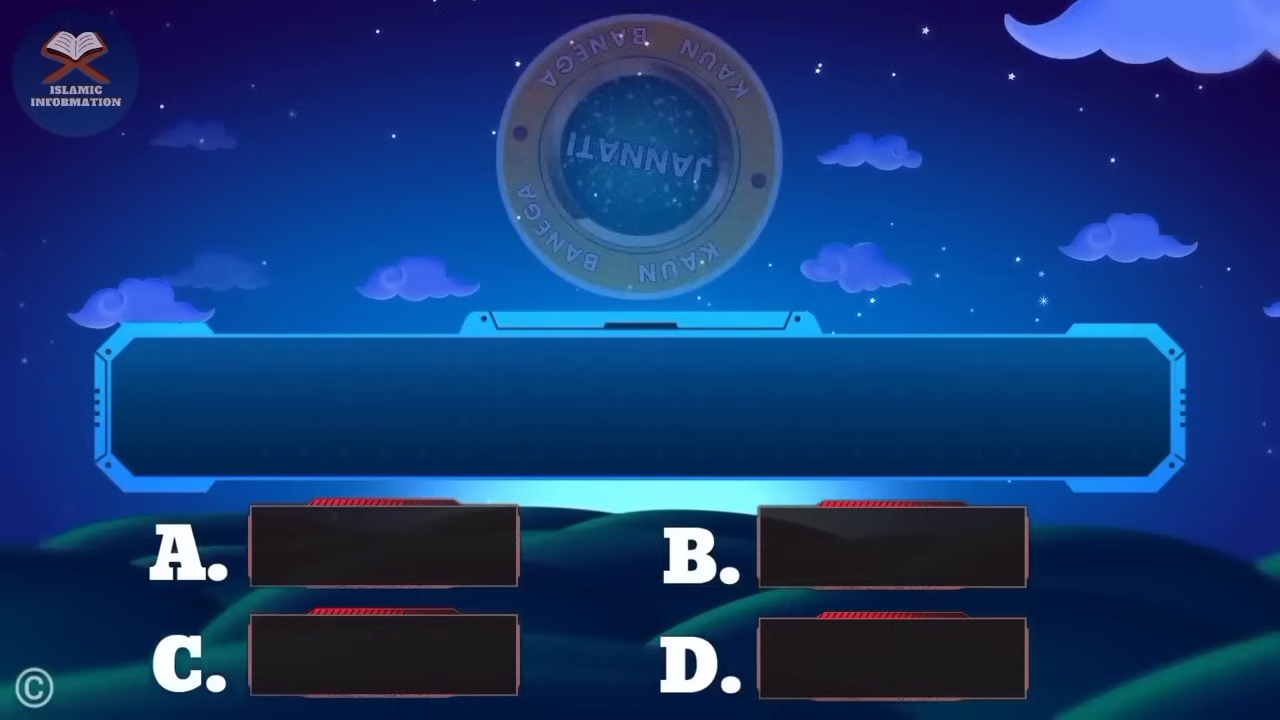 ISLAMIC
INFORMATION
KAUN BANEGA
JANNATI
KAUN BANEGA
A.
B.
C.
D.
©